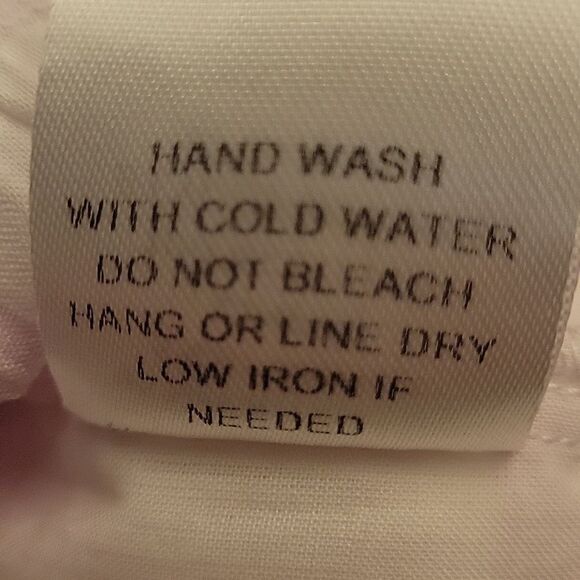 HAND WASH
WITH COLD WATER
DO NOT BLEACH
HANG OR LINE DRY
LOW IRON IF
NEEDED